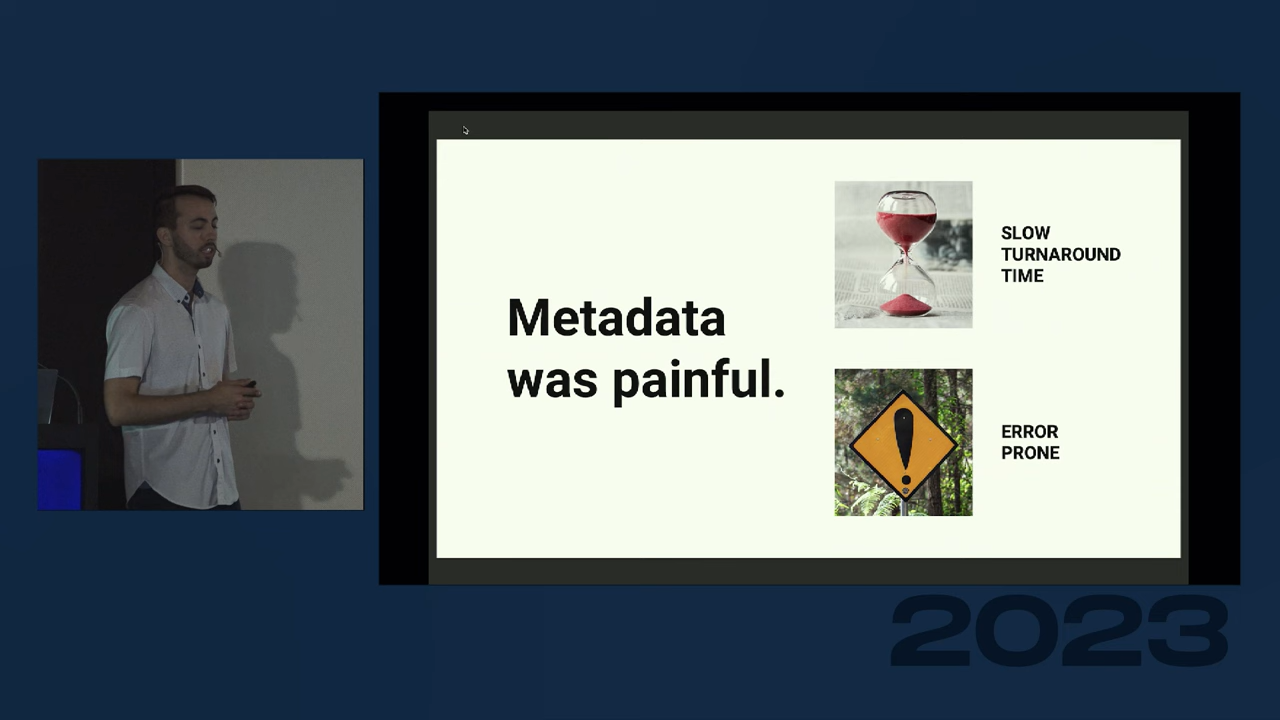 Metadata
was painful.
SLOW
TURNAROUND
TIME
ERROR
PRONE
2023